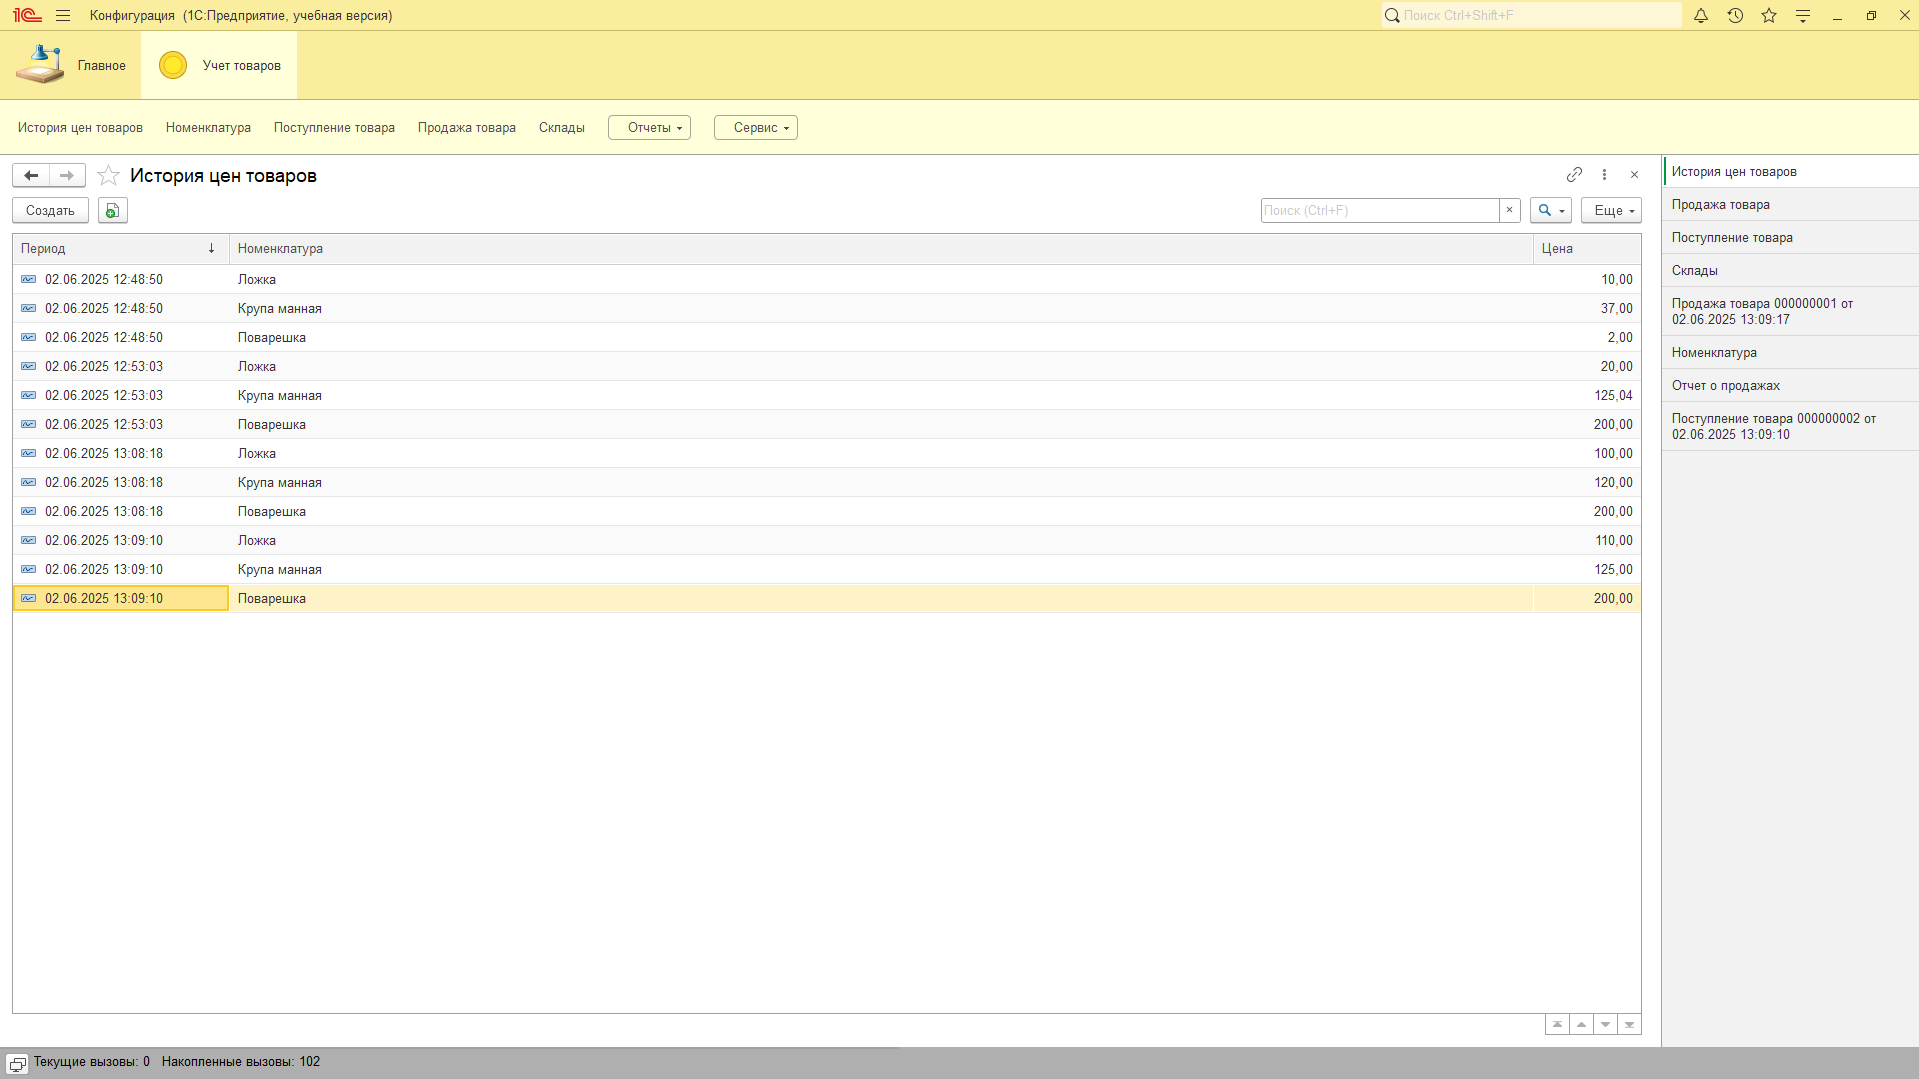 1С Конфигурация (1С:Предприятие, учебная версия) Поиск Ctrl+Shift+F
Главное Учет товаров
История цен товаров Номенклатура Поступление товара Продажа товара Склады Отчеты Сервис
История цен товаров
Создать Поиск (Ctrl+F) × Еще
Период ↓ Номенклатура Цена
02.06.2025 12:48:50 Ложка 10,00
02.06.2025 12:48:50 Крупа манная 37,00
02.06.2025 12:48:50 Поварешка 2,00
02.06.2025 12:53:03 Ложка 20,00
02.06.2025 12:53:03 Крупа манная 125,04
02.06.2025 12:53:03 Поварешка 200,00
02.06.2025 13:08:18 Ложка 100,00
02.06.2025 13:08:18 Крупа манная 120,00
02.06.2025 13:08:18 Поварешка 200,00
02.06.2025 13:09:10 Ложка 110,00
02.06.2025 13:09:10 Крупа манная 125,00
02.06.2025 13:09:10 Поварешка 200,00
История цен товаров
Продажа товара
Поступление товара
Склады
Продажа товара 000000001 от
02.06.2025 13:09:17
Номенклатура
Отчет о продажах
Поступление товара 000000002 от
02.06.2025 13:09:10
Текущие вызовы: 0 Накопленные вызовы: 102